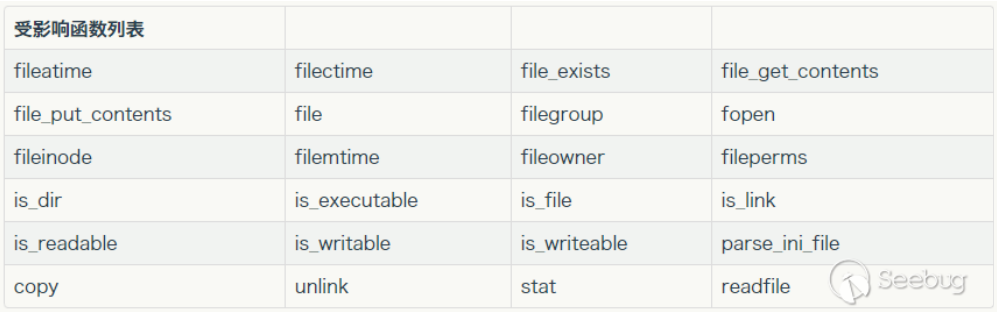 受影响函数列表
fileatime filectime file_exists file_get_contents
file_put_contents file filegroup fopen
fileinode filemtime fileowner fileperms
is_dir is_executable is_file is_link
is_readable is_writable is_writeable parse_ini_file
copy unlink stat readfile
Seebug